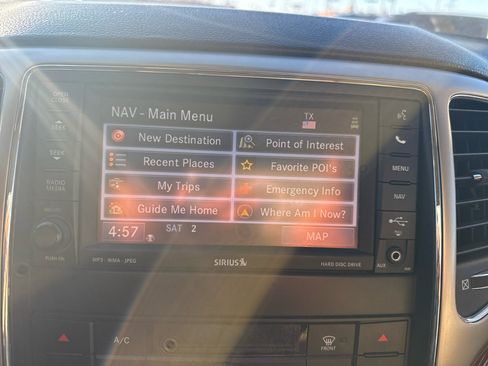 OPEN
CLOSE
NAV - Main Menu
TX
SEEK
SEEK
RADIO
MEDIA
New Destination
Point of Interest
Recent Places
Favorite POI's
My Trips
Emergency Info
Guide Me Home
Where Am I Now?
4:57
SAT 2
MAP
MENU
NAV
AUX
PUSH ON
MP3 - WMA - JPEG
SIRIUS
HARD DISC DRIVE
A/C
FRONT